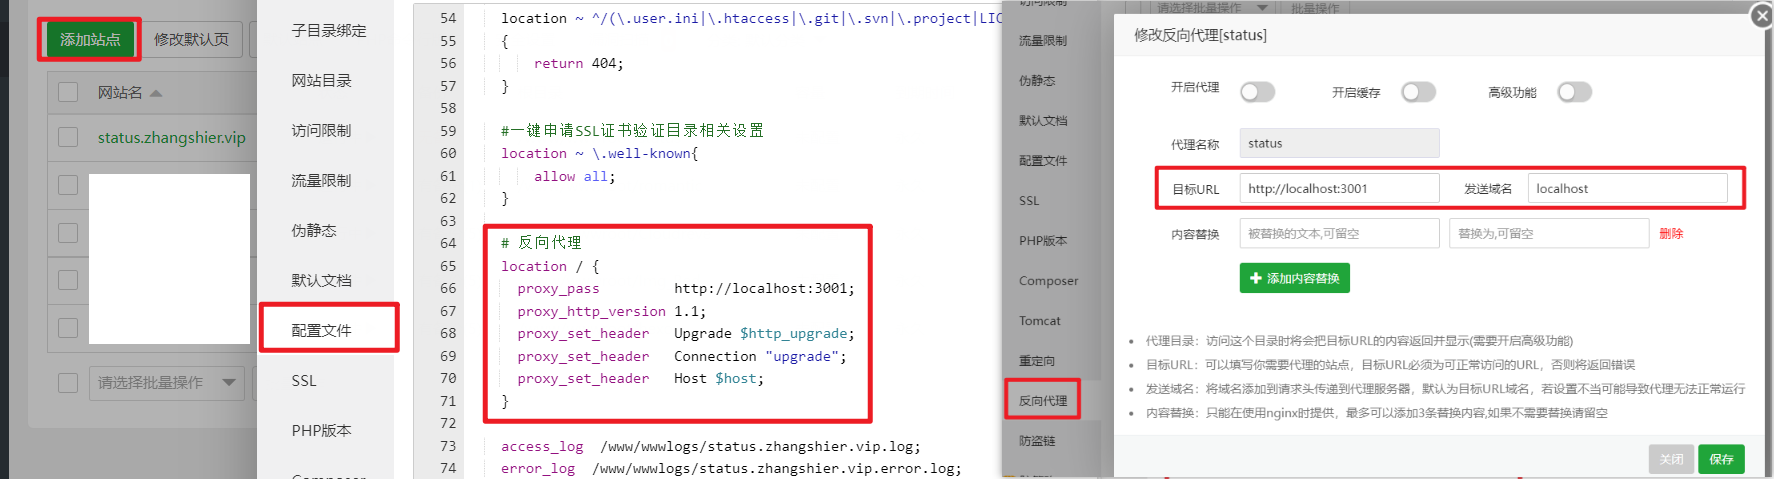 添加站点
修改默认页
网站名
status.zhangshier.vip
请选择批量操作
子目录绑定
网站目录
访问限制
流量限制
伪静态
默认文档
配置文件
SSL
PHP版本
54 location ~ ^/(\.user.ini|\.htaccess|\.git|\.svn|\.project|LIC
55 {
56 return 404;
57 }
58
59 #一键申请SSL证书验证目录相关设置
60 location ~ \.well-known{
61 allow all;
62 }
63
64 # 反向代理
65 location / {
66 proxy_pass http://localhost:3001;
67 proxy_http_version 1.1;
68 proxy_set_header Upgrade $http_upgrade;
69 proxy_set_header Connection "upgrade";
70 proxy_set_header Host $host;
71 }
72
73 access_log /www/wwwlogs/status.zhangshier.vip.log;
74 error_log /www/wwwlogs/status.zhangshier.vip.error.log;
流量限制
伪静态
默认文档
配置文件
SSL
PHP版本
Composer
Tomcat
重定向
反向代理
防盗链
请选择批量操作 批量操作
修改反向代理[status]
开启代理 开启缓存 高级功能
代理名称 status
目标URL http://localhost:3001 发送域名 localhost
内容替换 被替换的文本,可留空 替换为,可留空 删除
添加内容替换
代理目录：访问这个目录时将会把目标URL的内容返回并显示(需要开启高级功能)
目标URL：可以填写你需要代理的站点，目标URL必须为可正常访问的URL，否则将返回错误
发送域名：将域名添加到请求头传递到代理服务器，默认为目标URL域名，若设置不当可能导致代理无法正常运行
内容替换：只能在使用nginx时提供，最多可以添加3条替换内容,如果不需要替换请留空
关闭 保存